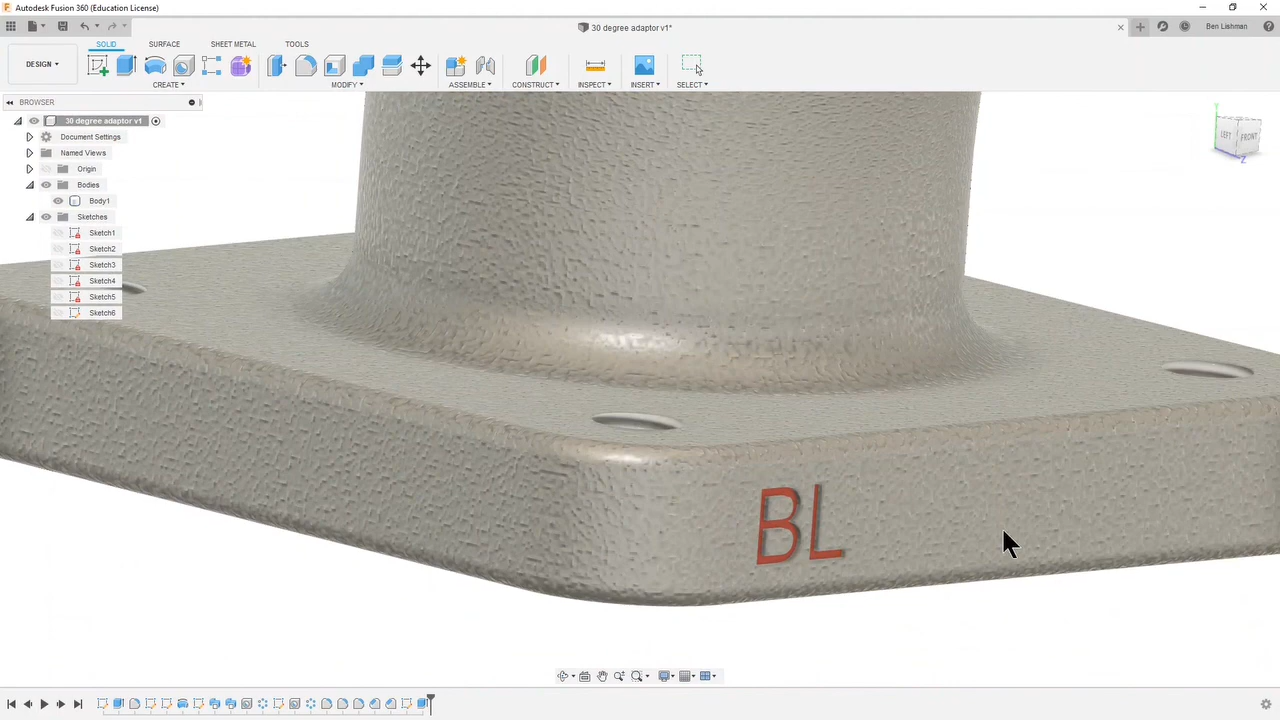 Autodesk Fusion 360 (Education License)
30 degree adaptor v1*
Ben Lishman
SOLID SURFACE SHEET METAL TOOLS
DESIGN
CREATE MODIFY ASSEMBLE CONSTRUCT INSPECT INSERT SELECT
BROWSER
30 degree adaptor v1
Document Settings
Named Views
Origin
Bodies
Body1
Sketches
Sketch1
Sketch2
Sketch3
Sketch4
Sketch5
Sketch6
LEFT FRONT
Y
Z
BL